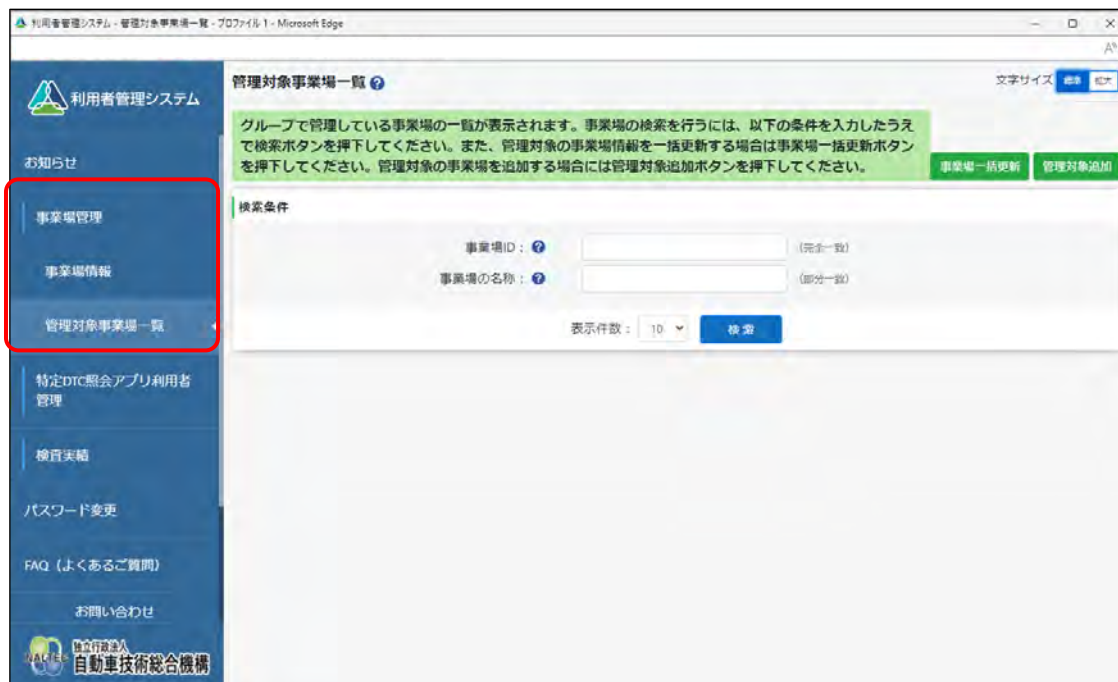 利用者管理システム - 管理対象事業場一覧 - プロファイル 1 - Microsoft Edge
利用者管理システム
管理対象事業場一覧
文字サイズ 標準 拡大
グループで管理している事業場の一覧が表示されます。事業場の検索を行うには、以下の条件を入力したうえ
で検索ボタンを押下してください。また、管理対象の事業場情報を一括更新する場合は事業場一括更新ボタン
を押下してください。管理対象の事業場を追加する場合には管理対象追加ボタンを押下してください。
事業場一括更新 管理対象追加
お知らせ
事業場管理
事業場情報
管理対象事業場一覧
特定DTC照会アプリ利用者
管理
検査実績
パスワード変更
FAQ(よくあるご質問)
お問い合わせ
NALTEC
独立行政法人
自動車技術総合機構
検索条件
事業場ID : (完全一致)
事業場の名称 : (部分一致)
表示件数 : 10 検索